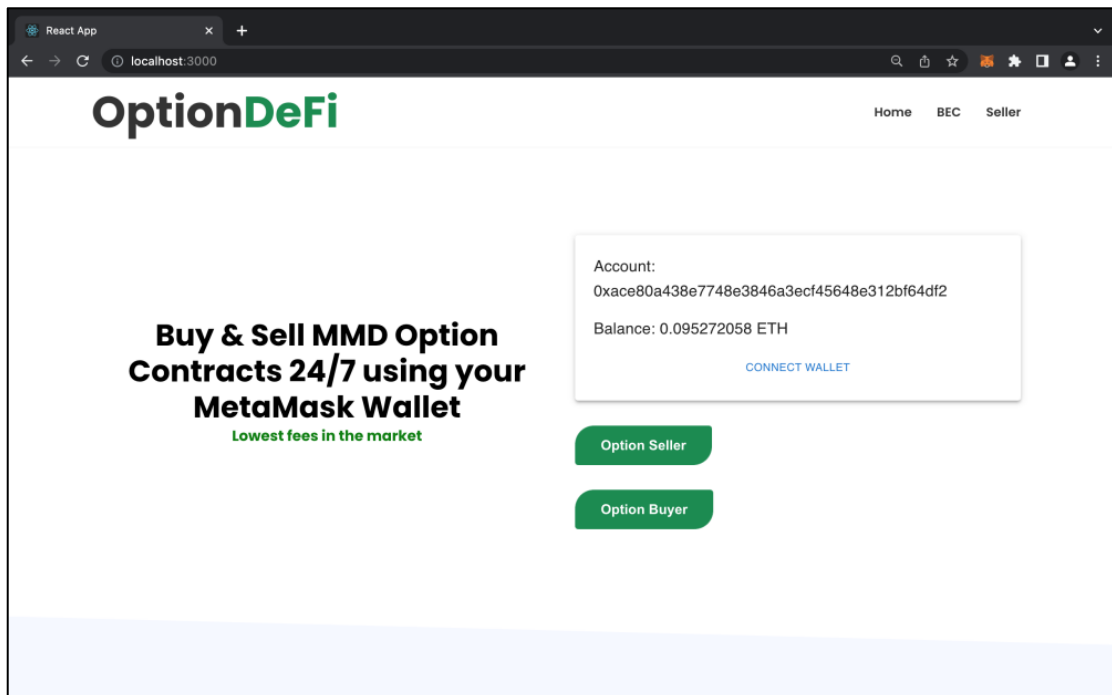 React App
localhost:3000
OptionDeFi
Home BEC Seller
Account:
0xace80a438e7748e3846a3ecf45648e312bf64df2
Balance: 0.095272058 ETH
CONNECT WALLET
Buy & Sell MMD Option
Contracts 24/7 using your
MetaMask Wallet
Lowest fees in the market
Option Seller
Option Buyer